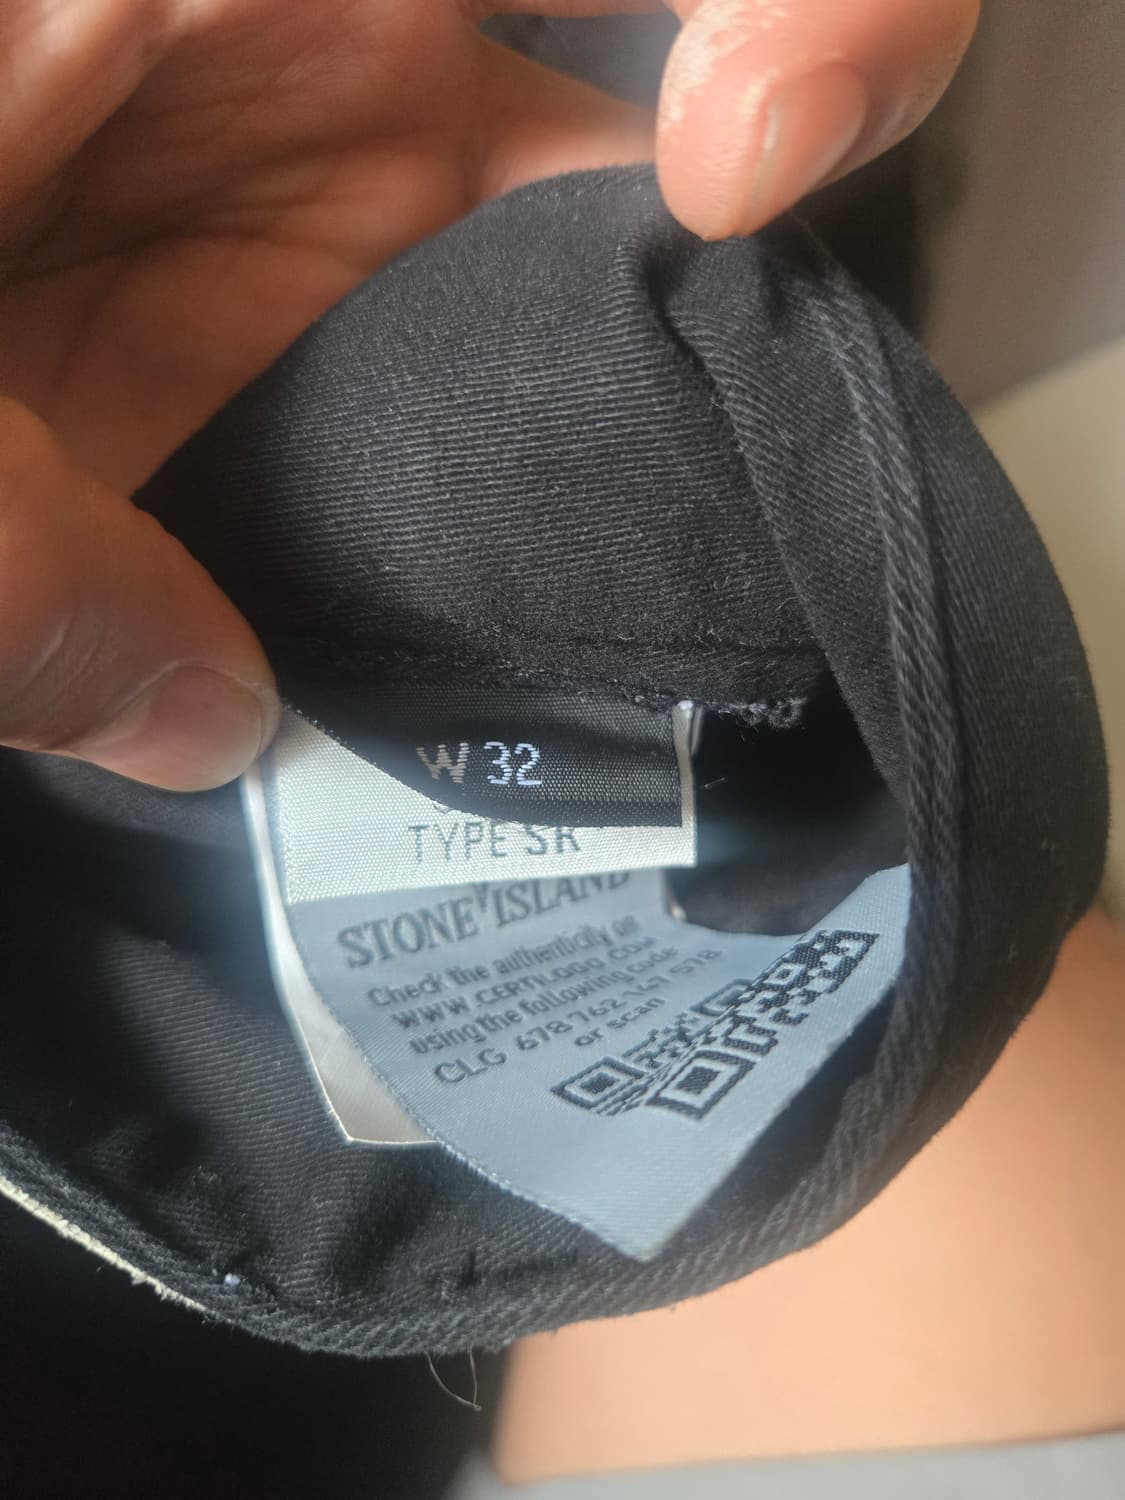 W 32
TYPE SR
STONE ISLAND
Check the authenticity at
WWW.CERTILOGO.COM
using the following code
CLG 678 762 141 578
or scan